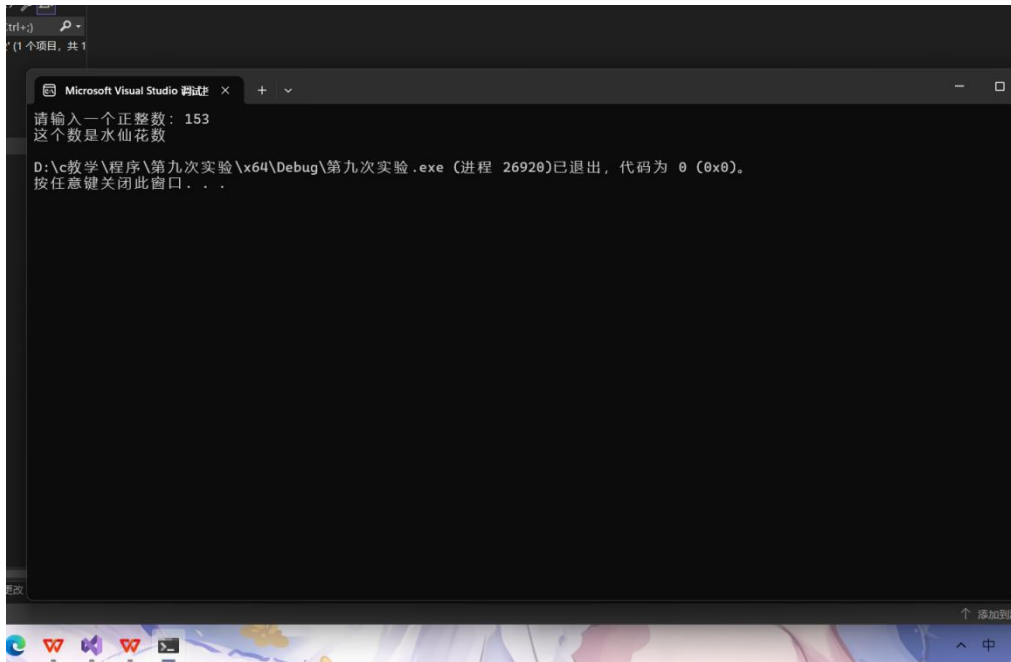 Ctrl+;)
(1 个项目, 共 1
Microsoft Visual Studio 调试
请输入一个正整数: 153
这个数是水仙花数
D:\c教学\程序\第九次实验\x64\Debug\第九次实验.exe (进程 26920)已退出, 代码为 0 (0x0)。
按任意键关闭此窗口. . .
更改
添加到
中